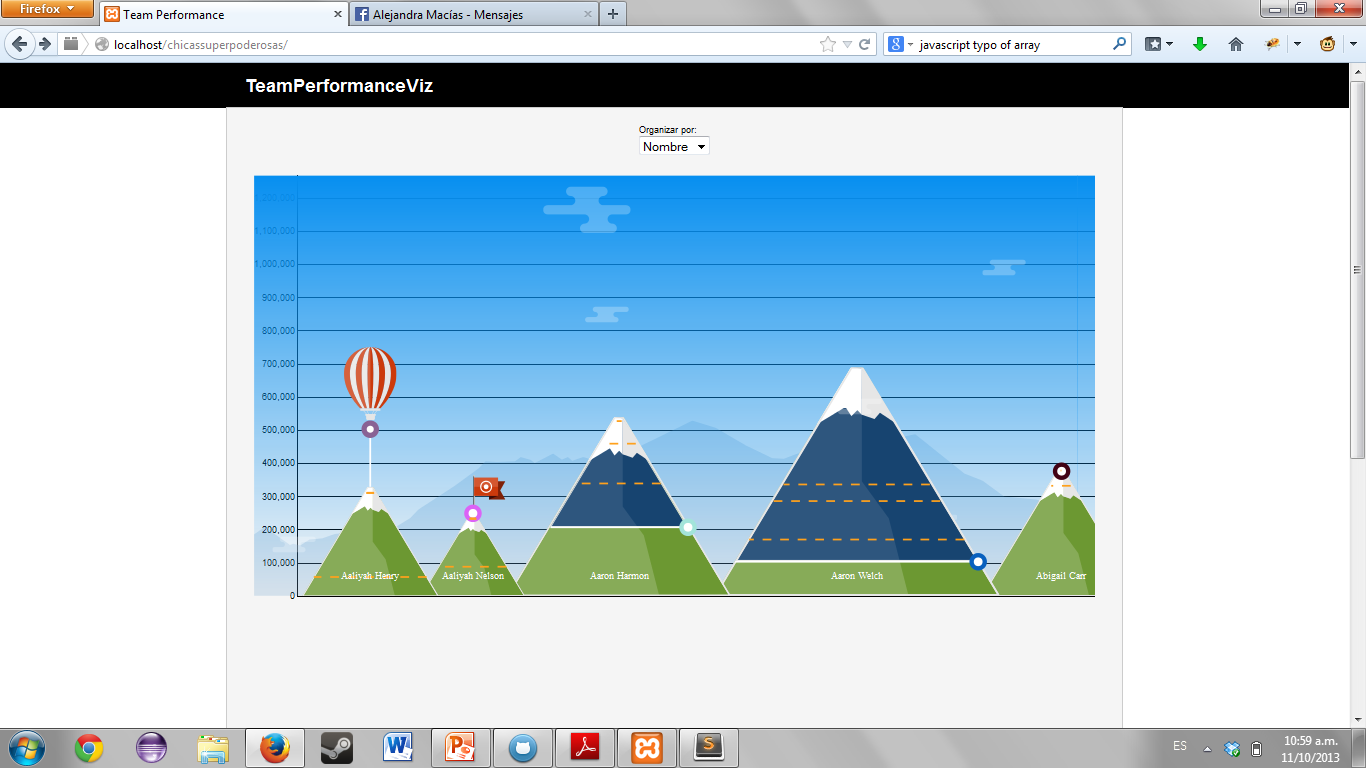 Firefox
Team Performance
Alejandra Macías - Mensajes
localhost/chicassuperpoderosas/
javascript typo of array
TeamPerformanceViz
Organizar por:
Nombre
1,200,000
1,100,000
1,000,000
900,000
800,000
700,000
600,000
500,000
400,000
300,000
200,000
100,000
0
Aaliyah Henry
Aaliyah Nelson
Aaron Harmon
Aaron Welch
Abigail Carr
ES
10:59 a.m.
11/10/2013